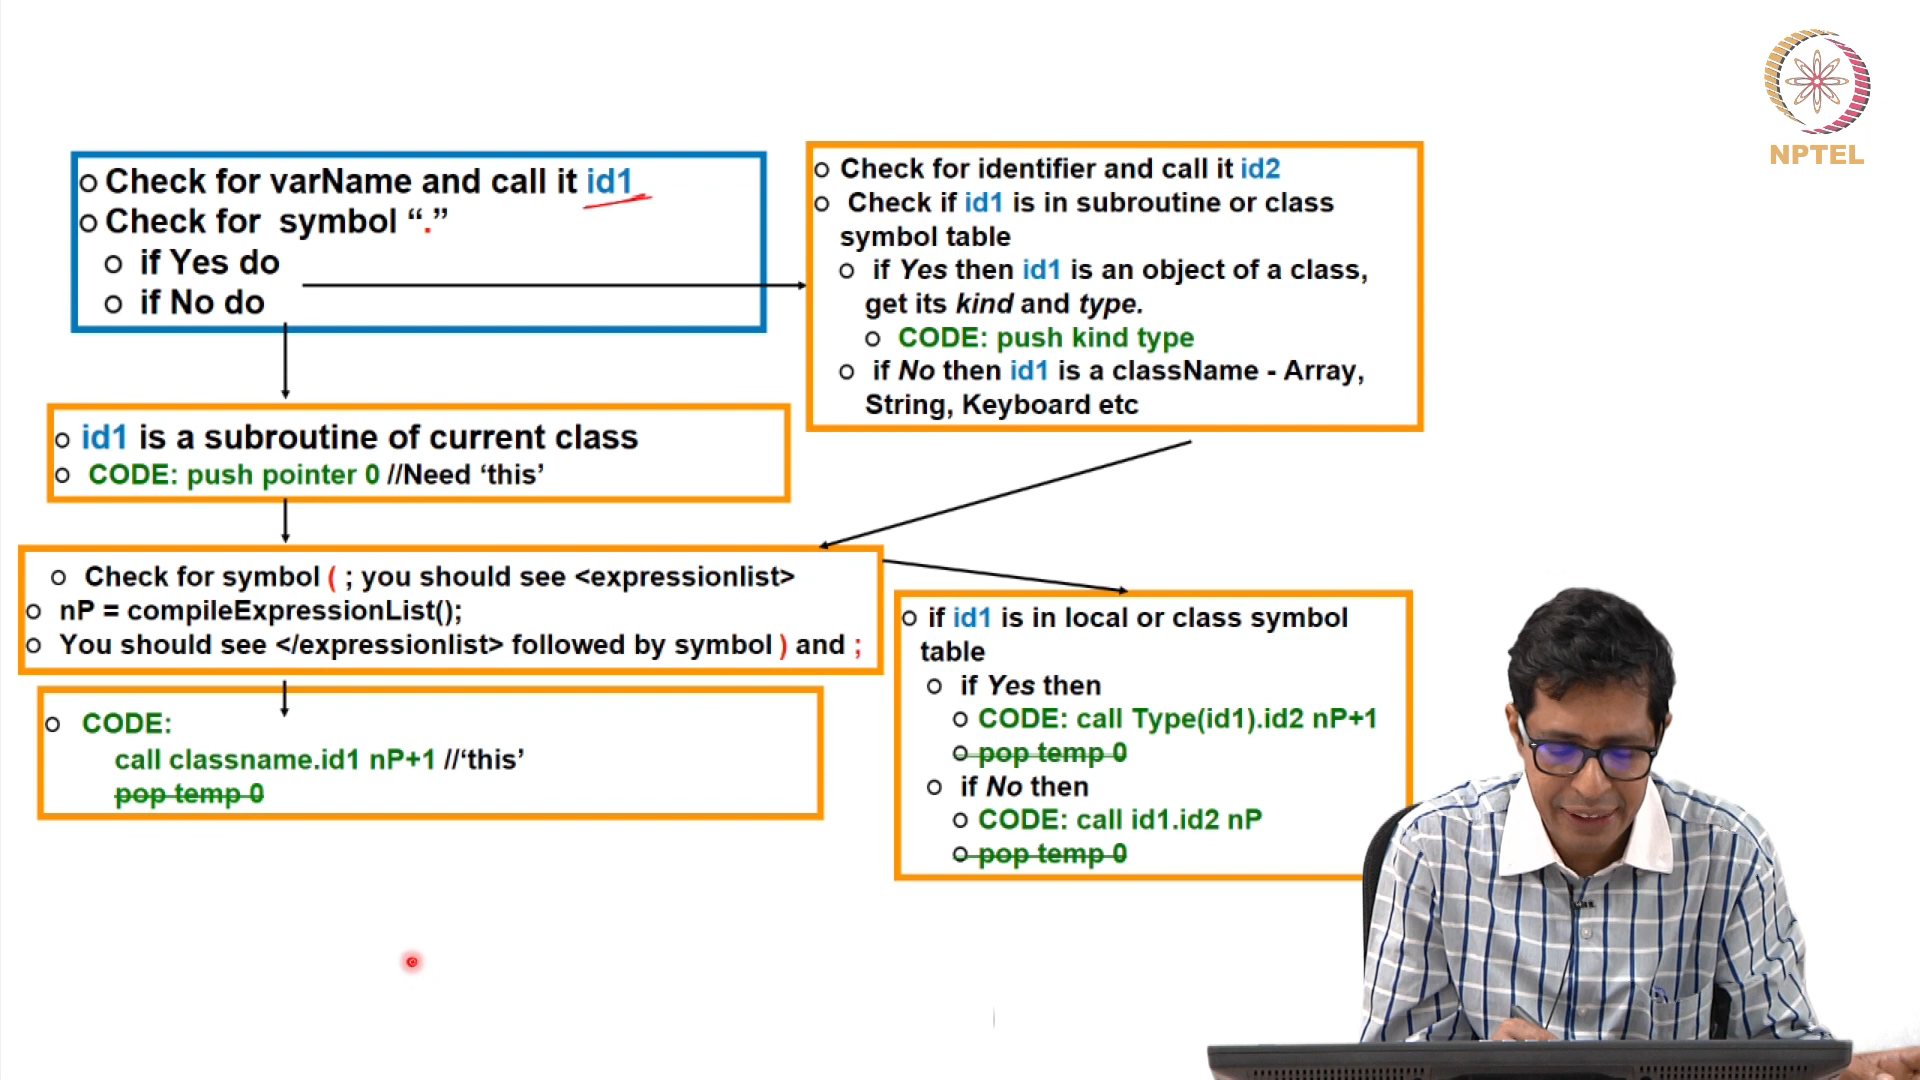 NPTEL
○ Check for varName and call it id1
○ Check for symbol “.”
○ if Yes do
○ if No do
○ Check for identifier and call it id2
○ Check if id1 is in subroutine or class
symbol table
○ if Yes then id1 is an object of a class,
get its kind and type.
○ CODE: push kind type
○ if No then id1 is a className - Array,
String, Keyboard etc
○ id1 is a subroutine of current class
○ CODE: push pointer 0 //Need ‘this’
○ Check for symbol ( ; you should see <expressionlist>
○ nP = compileExpressionList();
○ You should see </expressionlist> followed by symbol ) and ;
○ CODE:
call classname.id1 nP+1 //‘this’
pop temp 0
○ if id1 is in local or class symbol
table
○ if Yes then
○ CODE: call Type(id1).id2 nP+1
○ pop temp 0
○ if No then
○ CODE: call id1.id2 nP
○ pop temp 0